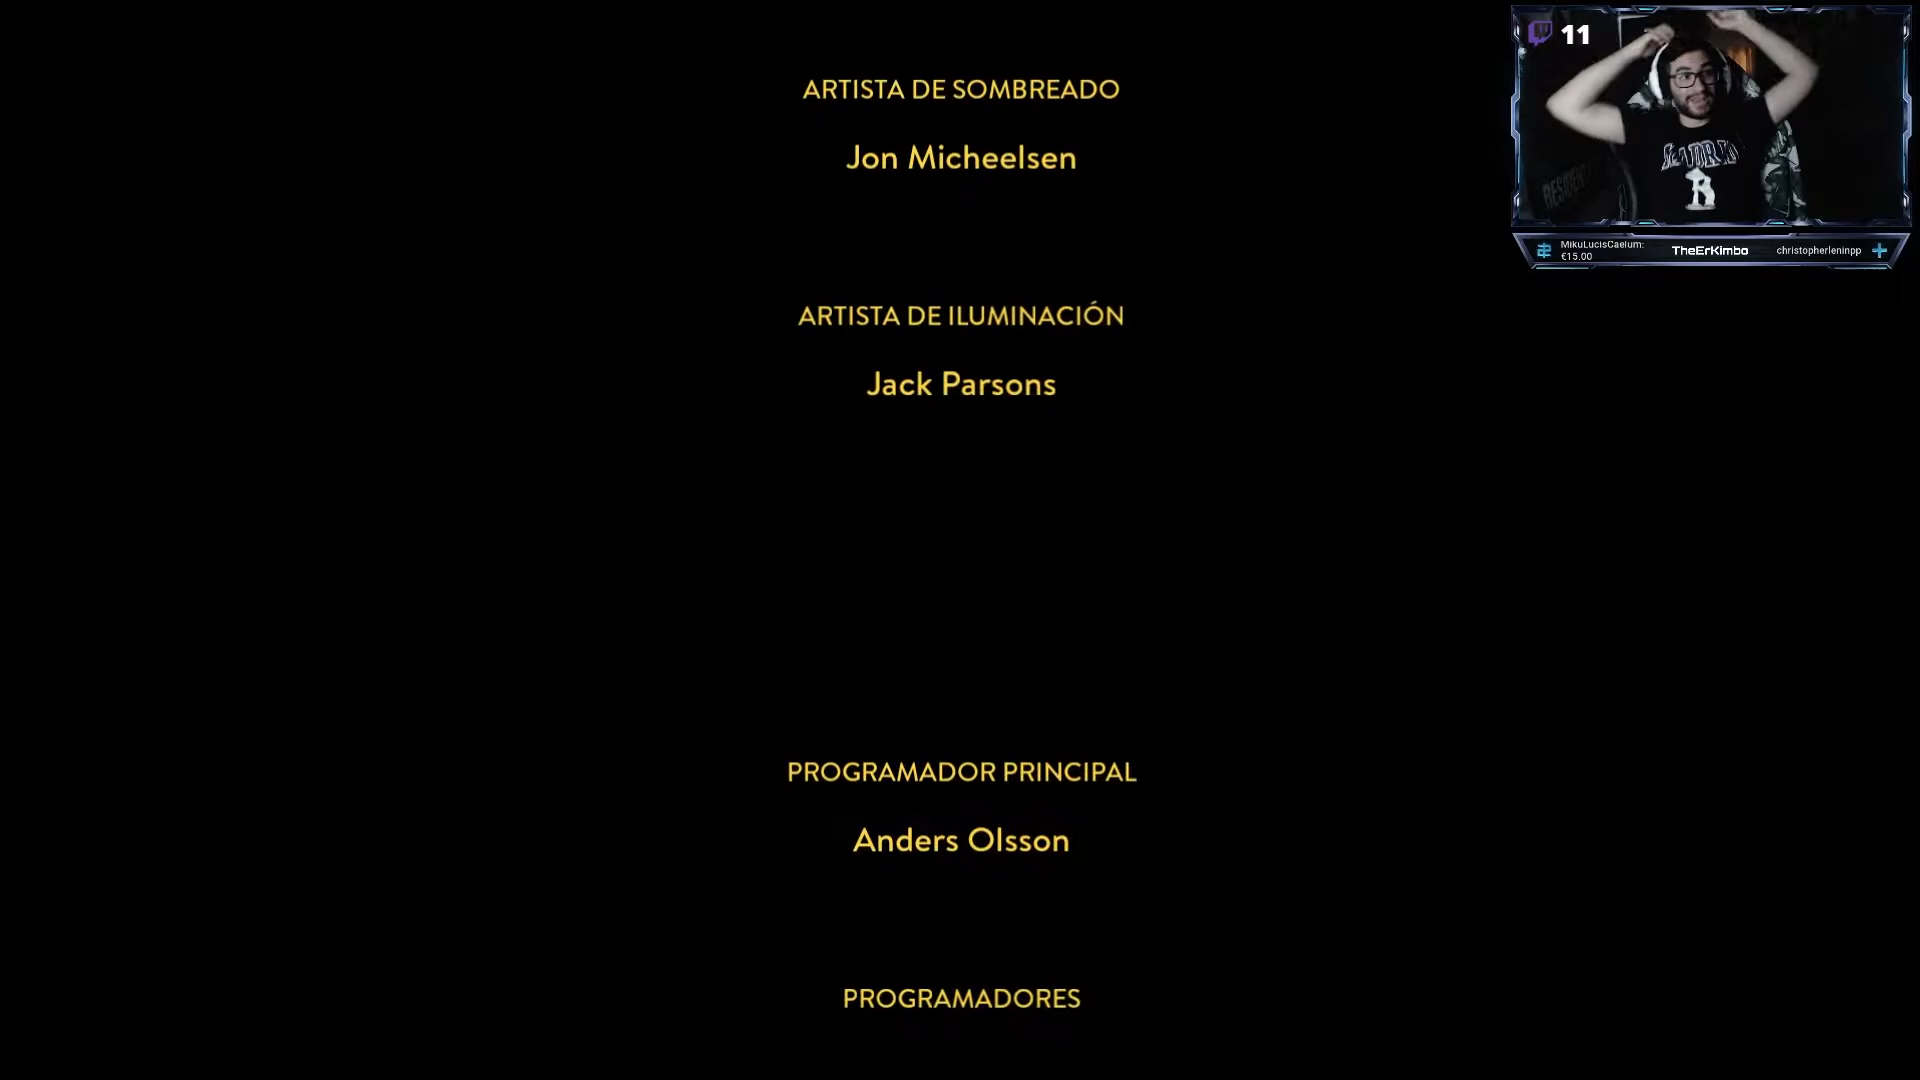 ARTISTA DE SOMBREADO
Jon Micheelsen
ARTISTA DE ILUMINACIÓN
Jack Parsons
PROGRAMADOR PRINCIPAL
Anders Olsson
PROGRAMADORES
11
MADRID
MikuLucisCaelum:
€15.00
TheErKimbo
christopherleninpp